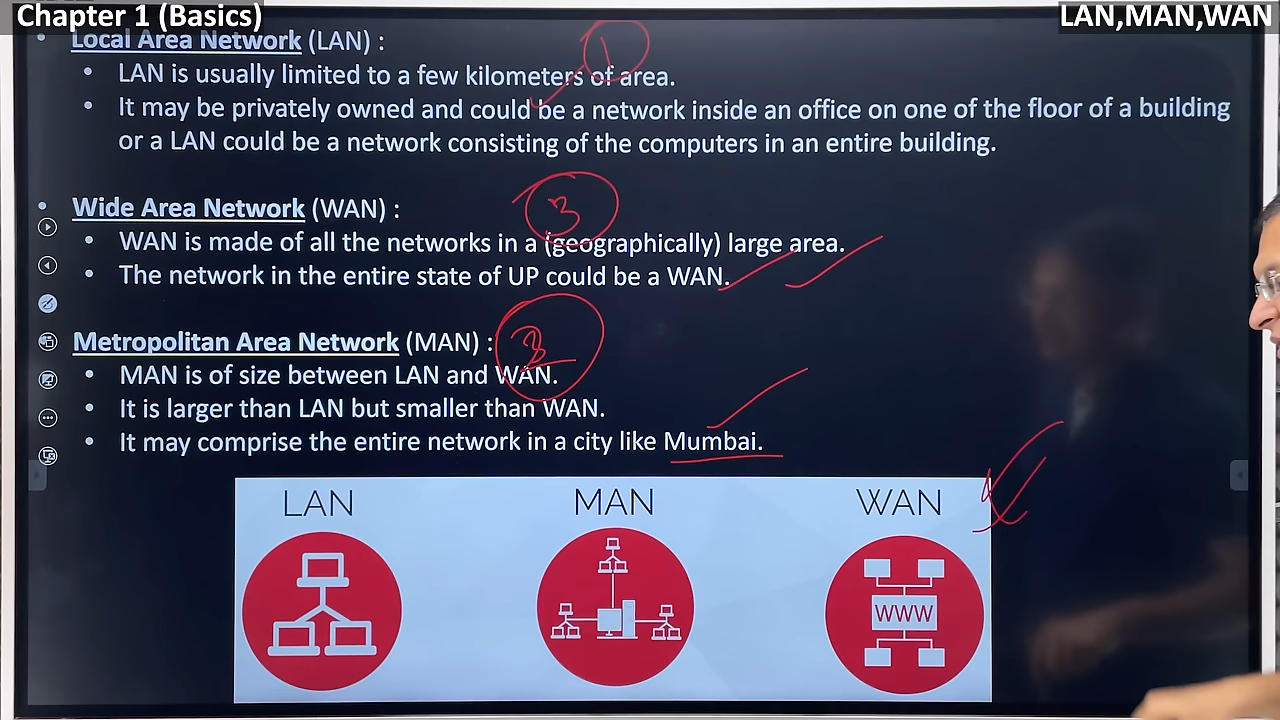 Chapter 1 (Basics)
LAN,MAN,WAN
• Local Area Network (LAN) :
• LAN is usually limited to a few kilometers of area.
• It may be privately owned and could be a network inside an office on one of the floor of a building
or a LAN could be a network consisting of the computers in an entire building.
1
• Wide Area Network (WAN) :
3
• WAN is made of all the networks in a (geographically) large area.
• The network in the entire state of UP could be a WAN.
• Metropolitan Area Network (MAN) :
• MAN is of size between LAN and WAN.
• It is larger than LAN but smaller than WAN.
• It may comprise the entire network in a city like Mumbai.
LAN MAN WAN
WWW